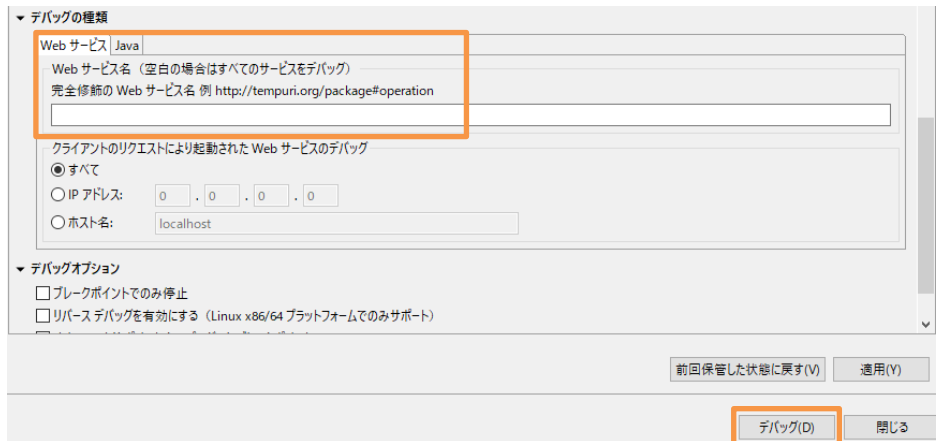 デバッグの種類
Web サービス Java
Web サービス名（空白の場合はすべてのサービスをデバッグ）
完全修飾の Web サービス名 例 http://tempuri.org/package#operation
クライアントのリクエストにより起動された Web サービスのデバッグ
すべて
IP アドレス: 0 . 0 . 0 . 0
ホスト名: localhost
デバッグオプション
ブレークポイントでのみ停止
リバース デバッグを有効にする（Linux x86/64 プラットフォームでのみサポート）
前回保管した状態に戻す(V) 適用(Y)
デバッグ(D) 閉じる